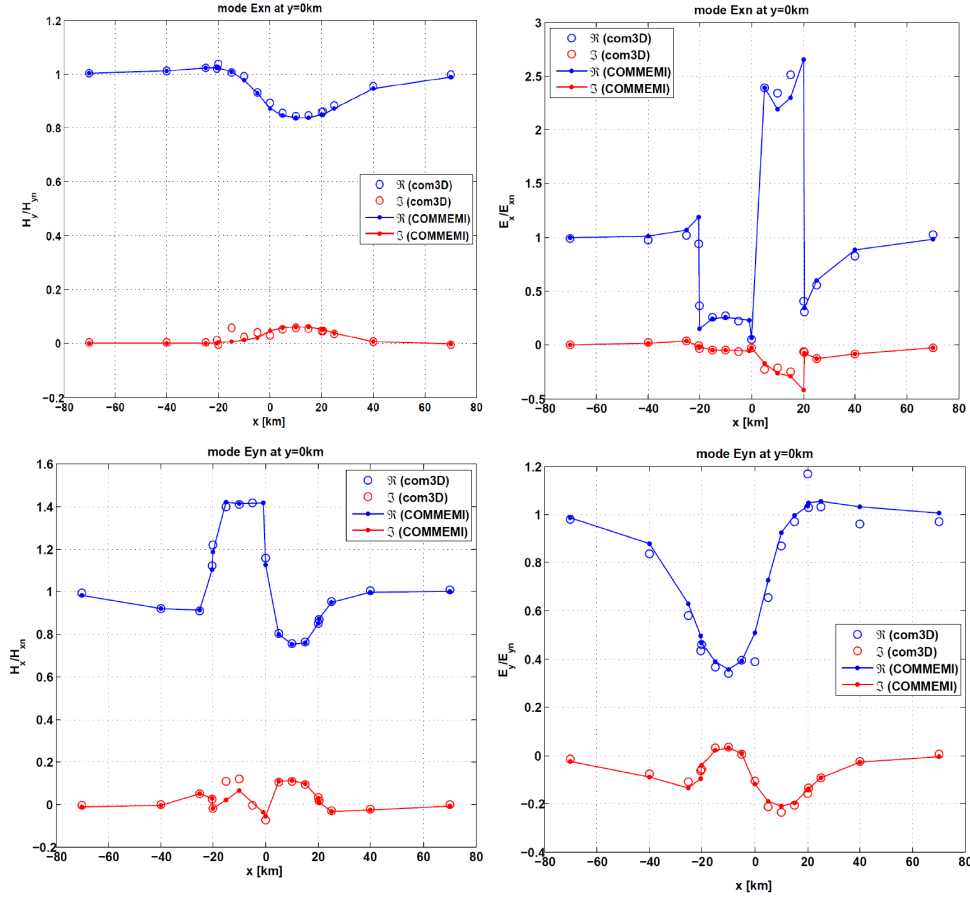 mode Exn at y=0km
1.2
1
0.8
0.6
0.4
0.2
0
−0.2
H_y/H_yn
ℜ (com3D)
ℑ (com3D)
ℜ (COMMEMI)
ℑ (COMMEMI)
−80 −60 −40 −20 0 20 40 60 80
x [km]
mode Exn at y=0km
3
2.5
2
1.5
1
0.5
0
−0.5
E_x/E_xn
ℜ (com3D)
ℑ (com3D)
ℜ (COMMEMI)
ℑ (COMMEMI)
−80 −60 −40 −20 0 20 40 60 80
x [km]
mode Eyn at y=0km
1.6
1.4
1.2
1
0.8
0.6
0.4
0.2
0
−0.2
H_x/H_xn
ℜ (com3D)
ℑ (com3D)
ℜ (COMMEMI)
ℑ (COMMEMI)
−80 −60 −40 −20 0 20 40 60 80
x [km]
mode Eyn at y=0km
1.2
1
0.8
0.6
0.4
0.2
0
−0.2
−0.4
E_y/E_yn
ℜ (com3D)
ℑ (com3D)
ℜ (COMMEMI)
ℑ (COMMEMI)
−80 −60 −40 −20 0 20 40 60 80
x [km]